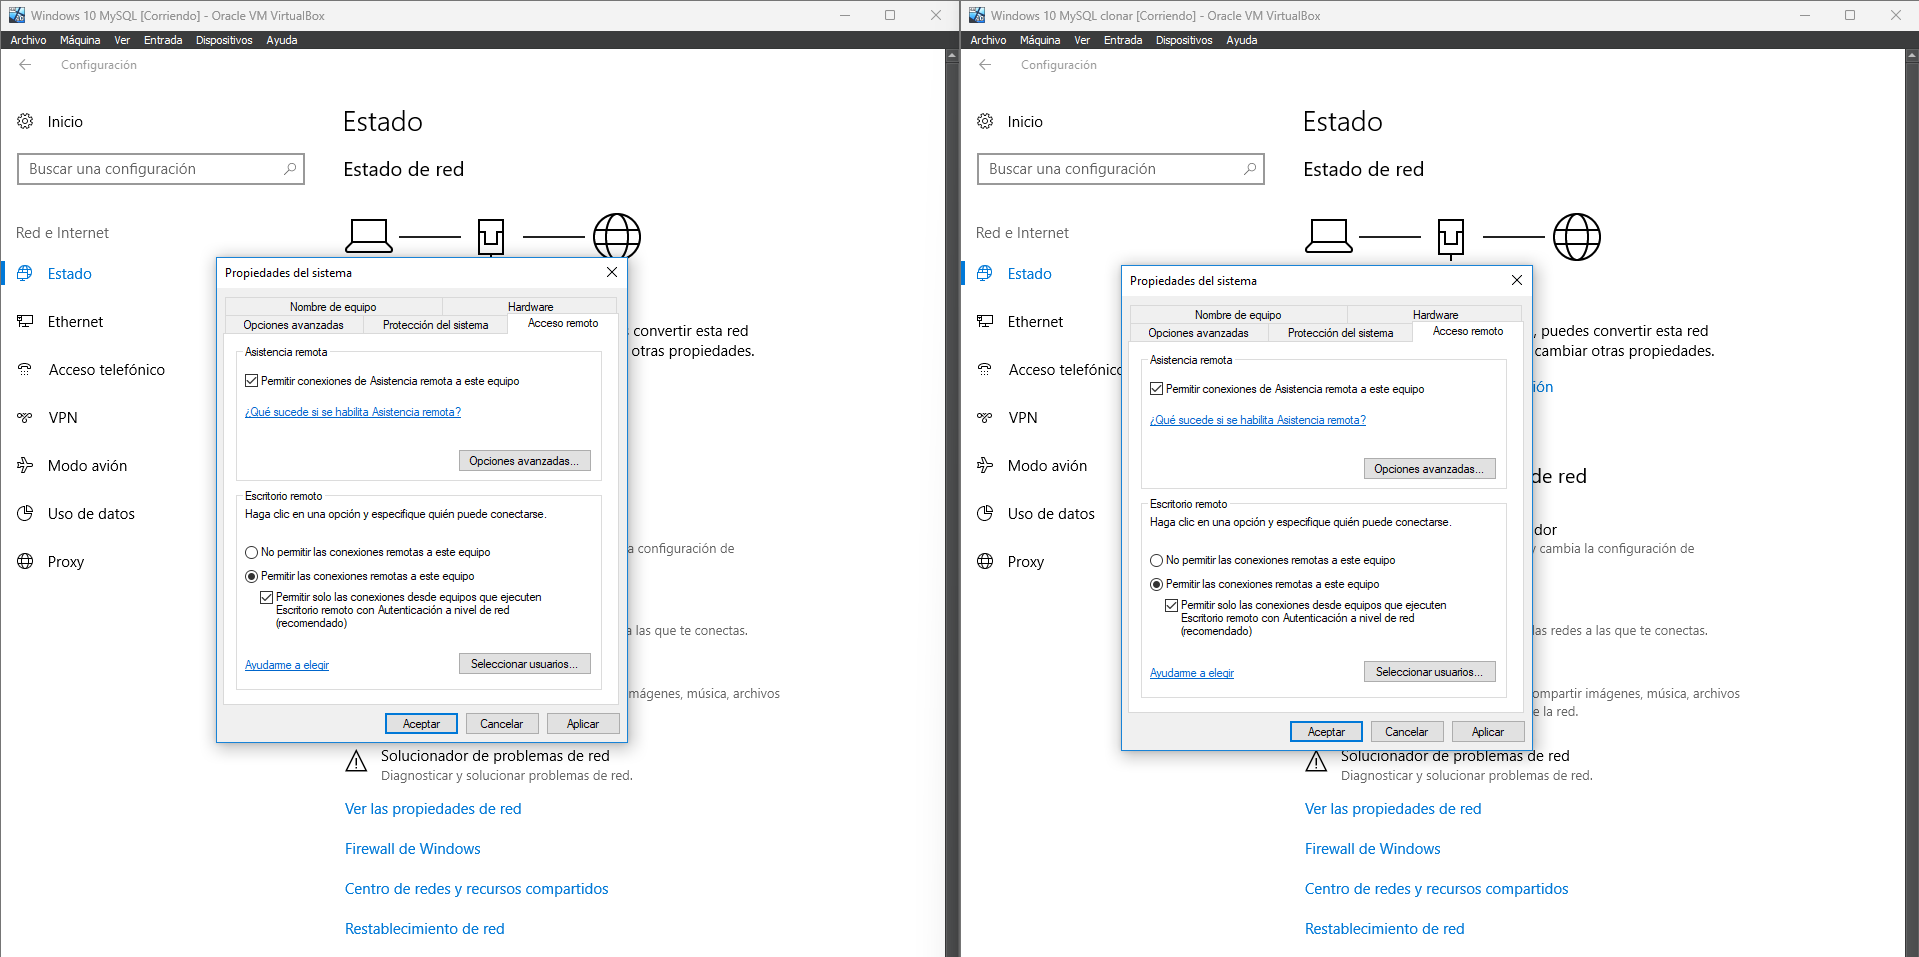 Windows 10 MySQL [Corriendo] - Oracle VM VirtualBox
Archivo Máquina Ver Entrada Dispositivos Ayuda
Configuración
Inicio
Buscar una configuración
Red e Internet
Estado
Ethernet
Acceso telefónico
VPN
Modo avión
Uso de datos
Proxy
Estado
Estado de red
convertir esta red
otras propiedades.
a configuración de
a las que te conectas.
mágenes, música, archivos
Solucionador de problemas de red
Diagnosticar y solucionar problemas de red.
Ver las propiedades de red
Firewall de Windows
Centro de redes y recursos compartidos
Restablecimiento de red
Propiedades del sistema
Nombre de equipo Hardware
Opciones avanzadas Protección del sistema Acceso remoto
Asistencia remota
Permitir conexiones de Asistencia remota a este equipo
¿Qué sucede si se habilita Asistencia remota?
Opciones avanzadas...
Escritorio remoto
Haga clic en una opción y especifique quién puede conectarse.
No permitir las conexiones remotas a este equipo
Permitir las conexiones remotas a este equipo
Permitir solo las conexiones desde equipos que ejecuten
Escritorio remoto con Autenticación a nivel de red
(recomendado)
Ayudarme a elegir
Seleccionar usuarios...
Aceptar Cancelar Aplicar
Windows 10 MySQL clonar [Corriendo] - Oracle VM VirtualBox
Archivo Máquina Ver Entrada Dispositivos Ayuda
Configuración
Inicio
Buscar una configuración
Red e Internet
Estado
Ethernet
Acceso telefónico
VPN
Modo avión
Uso de datos
Proxy
Estado
Estado de red
, puedes convertir esta red
cambiar otras propiedades.
ión
de red
dor
y cambia la configuración de
las redes a las que te conectas.
ompartir imágenes, música, archivos
e la red.
Solucionador de problemas de red
Diagnosticar y solucionar problemas de red.
Ver las propiedades de red
Firewall de Windows
Centro de redes y recursos compartidos
Restablecimiento de red
Propiedades del sistema
Nombre de equipo Hardware
Opciones avanzadas Protección del sistema Acceso remoto
Asistencia remota
Permitir conexiones de Asistencia remota a este equipo
¿Qué sucede si se habilita Asistencia remota?
Opciones avanzadas...
Escritorio remoto
Haga clic en una opción y especifique quién puede conectarse.
No permitir las conexiones remotas a este equipo
Permitir las conexiones remotas a este equipo
Permitir solo las conexiones desde equipos que ejecuten
Escritorio remoto con Autenticación a nivel de red
(recomendado)
Ayudarme a elegir
Seleccionar usuarios...
Aceptar Cancelar Aplicar